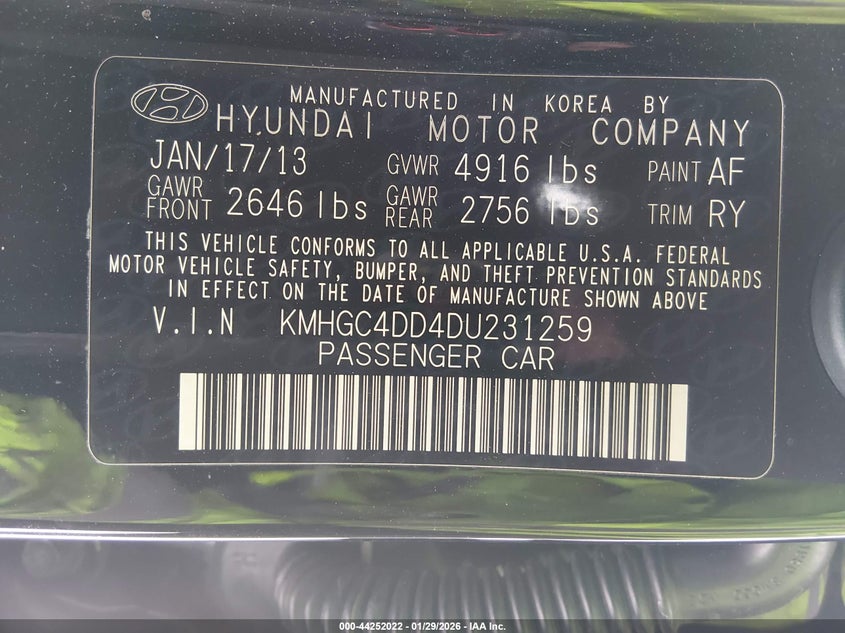 MANUFACTURED IN KOREA BY
HYUNDAI MOTOR COMPANY
JAN/17/13 GVWR 4916 lbs PAINT AF
GAWR FRONT 2646 lbs GAWR REAR 2756 lbs TRIM RY
THIS VEHICLE CONFORMS TO ALL APPLICABLE U.S.A. FEDERAL
MOTOR VEHICLE SAFETY, BUMPER, AND THEFT PREVENTION STANDARDS
IN EFFECT ON THE DATE OF MANUFACTURE SHOWN ABOVE
V.I.N KMHGC4DD4DU231259
PASSENGER CAR
000-44252022 - 01/29/2026 - IAA Inc.